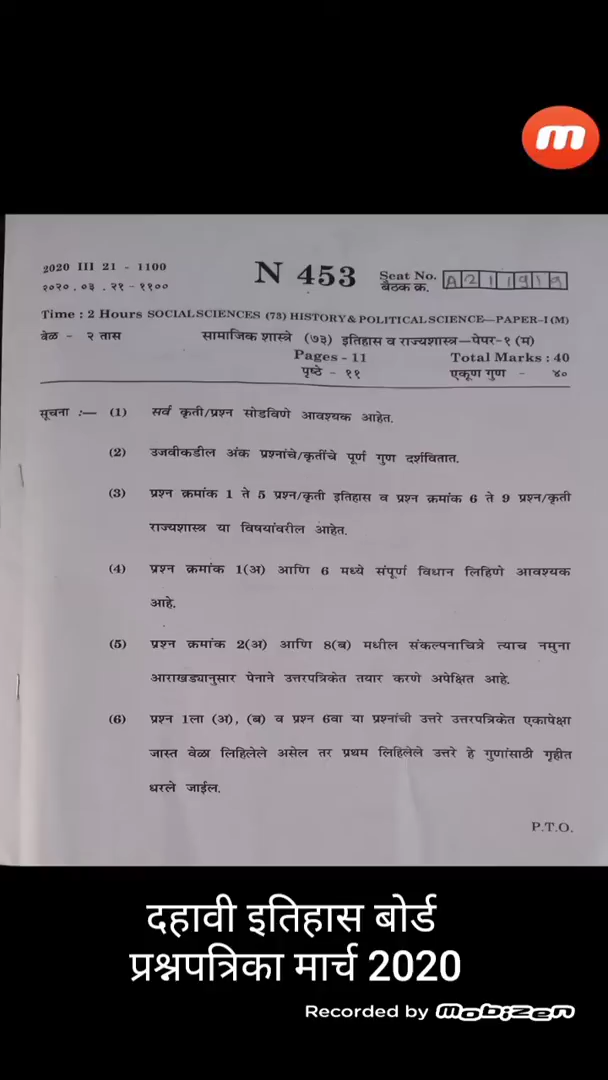 m
2020 III 21 - 1100
N 453
Seat No. A211919
२०२० . ०३ . २१ - ११००
बैठक क्र.
Time : 2 Hours SOCIAL SCIENCES (73) HISTORY & POLITICAL SCIENCE—PAPER-I (M)
वेळ - २ तास सामाजिक शास्त्रे (७३) इतिहास व राज्यशास्त्र—पेपर-१ (म)
Pages - 11 Total Marks : 40
पृष्ठे - ११ एकूण गुण - ४०
सूचना :— (1) सर्व कृती/प्रश्न सोडविणे आवश्यक आहेत.
(2) उजवीकडील अंक प्रश्नांचे/कृतींचे पूर्ण गुण दर्शवितात.
(3) प्रश्न क्रमांक 1 ते 5 प्रश्न/कृती इतिहास व प्रश्न क्रमांक 6 ते 9 प्रश्न/कृती
राज्यशास्त्र या विषयांवरील आहेत.
(4) प्रश्न क्रमांक 1(अ) आणि 6 मध्ये संपूर्ण विधान लिहिणे आवश्यक
आहे.
(5) प्रश्न क्रमांक 2(अ) आणि 8(ब) मधील संकल्पनाचित्रे त्याच नमुना
आराखड्यानुसार पेनाने उत्तरपत्रिकेत तयार करणे अपेक्षित आहे.
(6) प्रश्न 1ला (अ), (ब) व प्रश्न 6वा या प्रश्नांची उत्तरे उत्तरपत्रिकेत एकापेक्षा
जास्त वेळा लिहिलेले असेल तर प्रथम लिहिलेले उत्तरे हे गुणांसाठी गृहीत
धरले जाईल.
P.T.O.
दहावी इतिहास बोर्ड
प्रश्नपत्रिका मार्च 2020
Recorded by mobizen